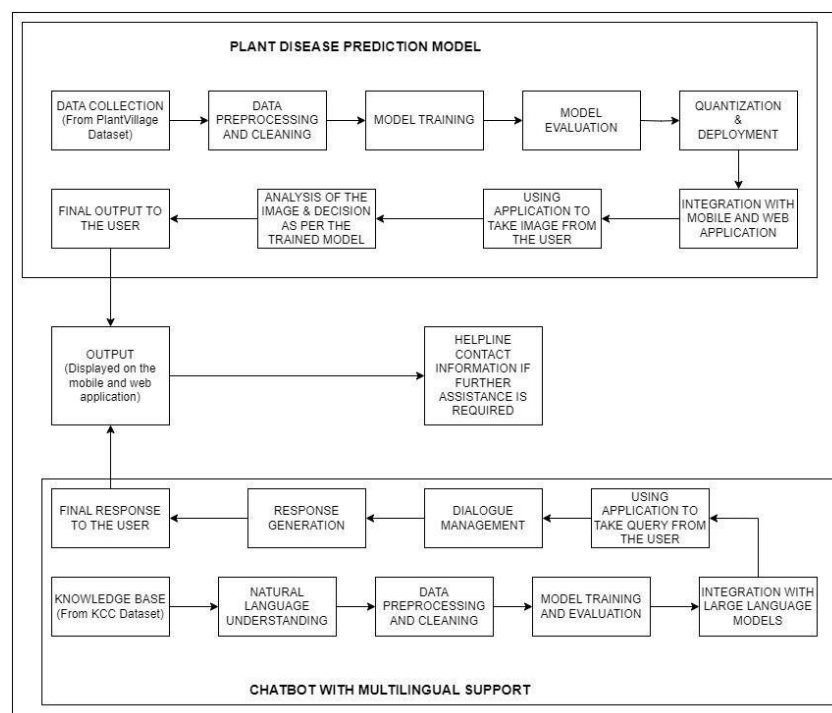 PLANT DISEASE PREDICTION MODEL
DATA COLLECTION
(From PlantVillage
Dataset)
DATA
PREPROCESSING
AND CLEANING
MODEL TRAINING
MODEL
EVALUATION
QUANTIZATION
&
DEPLOYMENT
FINAL OUTPUT TO
THE USER
ANALYSIS OF THE
IMAGE & DECISION
AS PER THE
TRAINED MODEL
USING
APPLICATION TO
TAKE IMAGE FROM
THE USER
INTEGRATION WITH
MOBILE AND WEB
APPLICATION
OUTPUT
(Displayed on the
mobile and web
application)
HELPLINE
CONTACT
INFORMATION IF
FURTHER
ASSISTANCE IS
REQUIRED
FINAL RESPONSE
TO THE USER
RESPONSE
GENERATION
DIALOGUE
MANAGEMENT
USING
APPLICATION TO
TAKE QUERY FROM
THE USER
KNOWLEDGE BASE
(From KCC Dataset)
NATURAL
LANGUAGE
UNDERSTANDING
DATA
PREPROCESSING
AND CLEANING
MODEL TRAINING
AND EVALUATION
INTEGRATION WITH
LARGE LANGUAGE
MODELS
CHATBOT WITH MULTILINGUAL SUPPORT